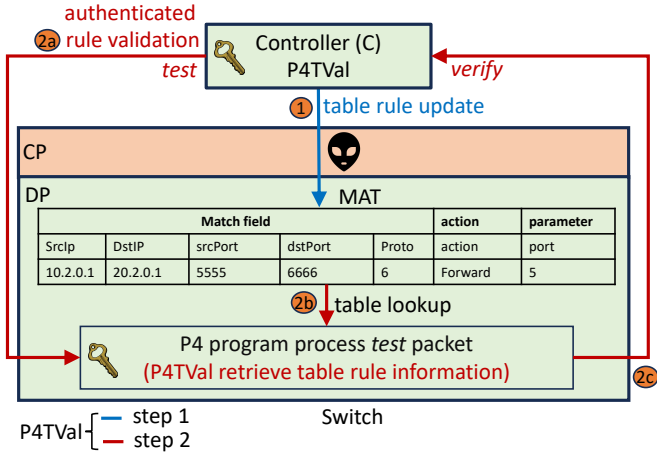 authenticated
2a rule validation
test
Controller (C)
P4TVal
verify
1 table rule update
CP
DP
MAT
Match field action parameter
SrcIp DstIP srcPort dstPort Proto action port
10.2.0.1 20.2.0.1 5555 6666 6 Forward 5
2b table lookup
P4 program process test packet
(P4TVal retrieve table rule information)
2c
Switch
P4TVal
step 1
step 2